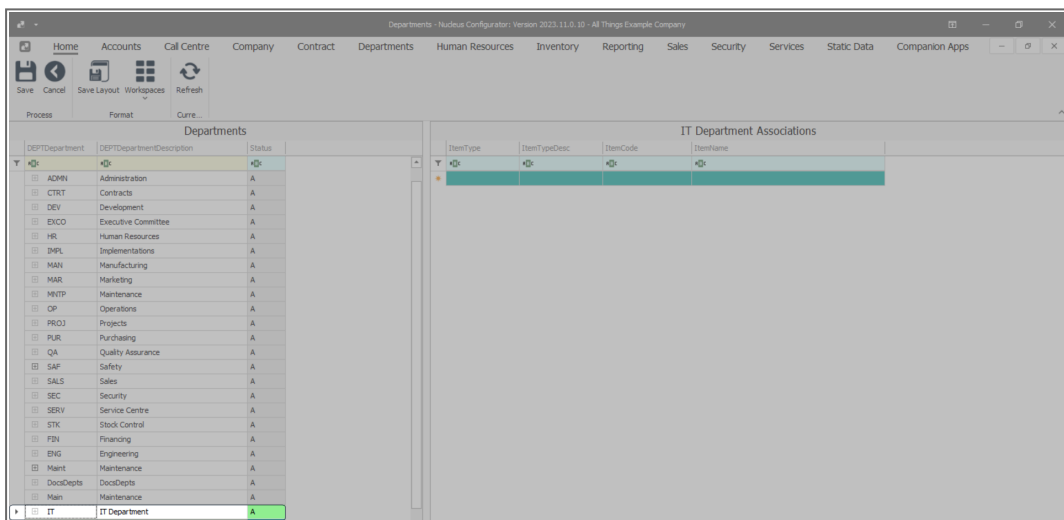 Departments - Nucleus Configurator: Version 2023.11.0.10 - All Things Example Company
Home Accounts Call Centre Company Contract Departments Human Resources Inventory Reporting Sales Security Services Static Data Companion Apps
Save Cancel Save Layout Workspaces Refresh
Process Format Curre...
Departments
DEPTDepartment DEPTDepartmentDescription Status
ADMN Administration A
CTRT Contracts A
DEV Development A
EXCO Executive Committee A
HR Human Resources A
IMPL Implementations A
MAN Manufacturing A
MAR Marketing A
MNTP Maintenance A
OP Operations A
PROJ Projects A
PUR Purchasing A
QA Quality Assurance A
SAF Safety A
SALS Sales A
SEC Security A
SERV Service Centre A
STK Stock Control A
FIN Financing A
ENG Engineering A
Maint Maintenance A
DocsDepts DocsDepts A
Main Maintenance A
IT IT Department A
IT Department Associations
ItemType ItemTypeDesc ItemCode ItemName